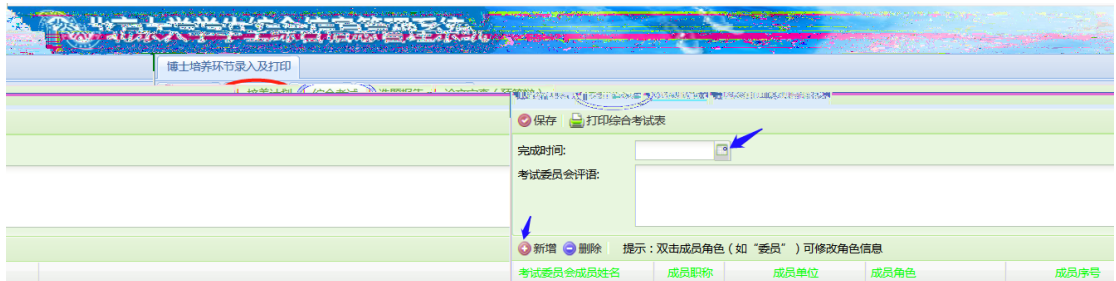 博士培养环节录入及打印
综合考试
保存 打印综合考试表
完成时间:
考试委员会评语:
新增 删除 提示:双击成员角色(如“委员”)可修改角色信息
考试委员会成员姓名 成员职称 成员单位 成员角色 成员序号